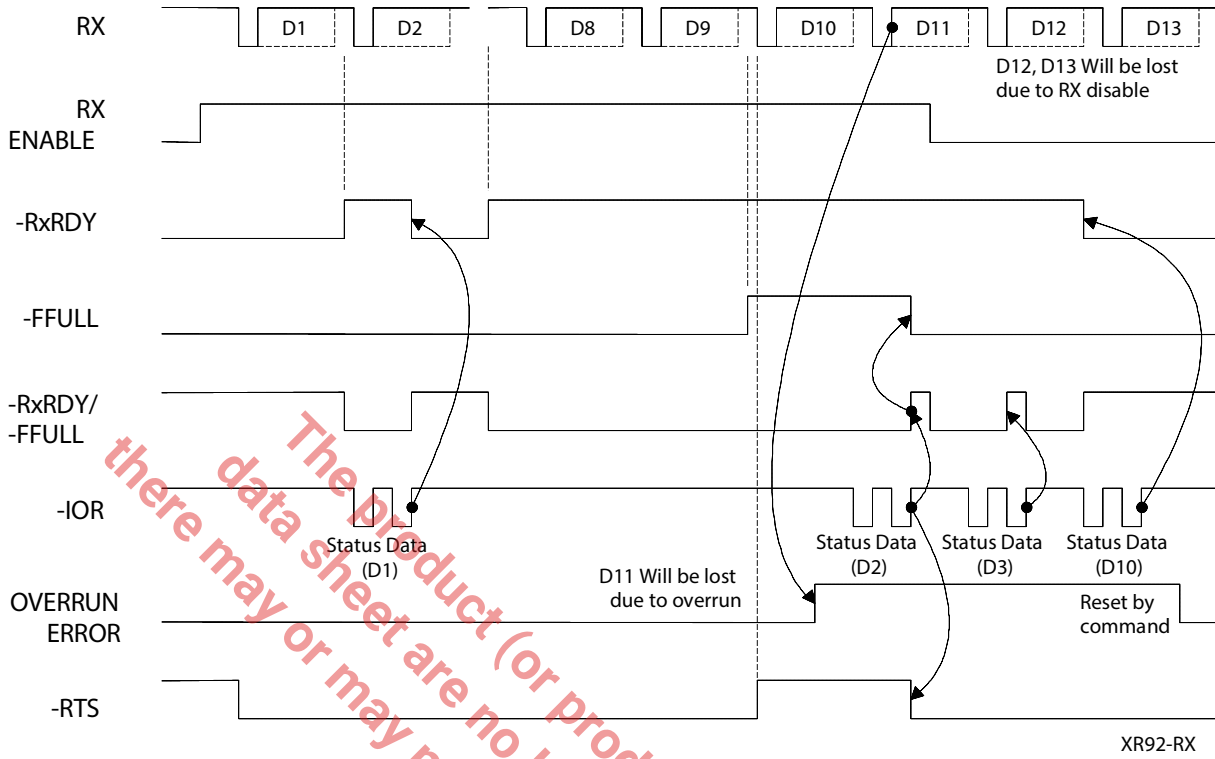 RX
D1
D2
D8
D9
D10
D11
D12
D13
D12, D13 Will be lost
due to RX disable
RX
ENABLE
-RxRDY
-FFULL
-RxRDY/
-FFULL
-IOR
Status Data
(D1)
Status Data
(D2)
Status Data
(D3)
Status Data
(D10)
D11 Will be lost
due to overrun
OVERRUN
ERROR
Reset by
command
-RTS
XR92-RX
The product (or prod
data sheet are no
there may or may